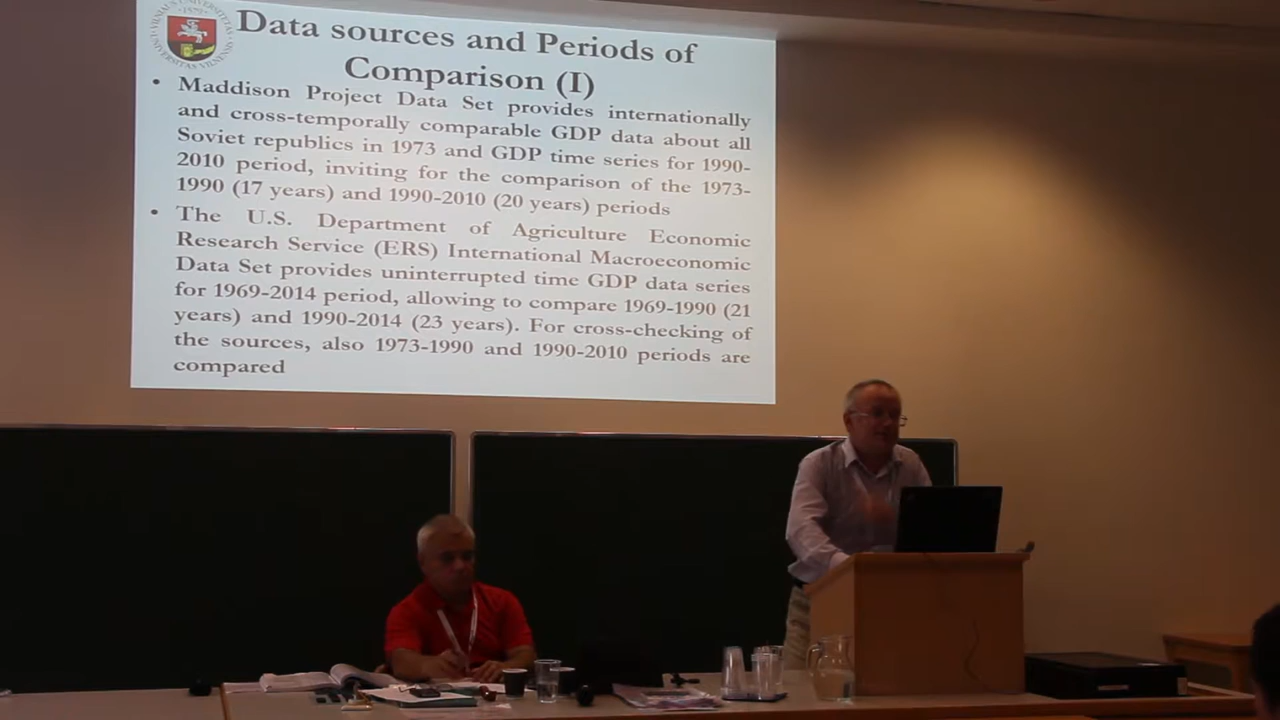 Data sources and Periods of
Comparison (I)
• Maddison Project Data Set provides internationally
and cross-temporally comparable GDP data about all
Soviet republics in 1973 and GDP time series for 1990-
2010 period, inviting for the comparison of the 1973-
1990 (17 years) and 1990-2010 (20 years) periods
• The U.S. Department of Agriculture Economic
Research Service (ERS) International Macroeconomic
Data Set provides uninterrupted time GDP data series
for 1969-2014 period, allowing to compare 1969-1990 (21
years) and 1990-2014 (23 years). For cross-checking of
the sources, also 1973-1990 and 1990-2010 periods are
compared